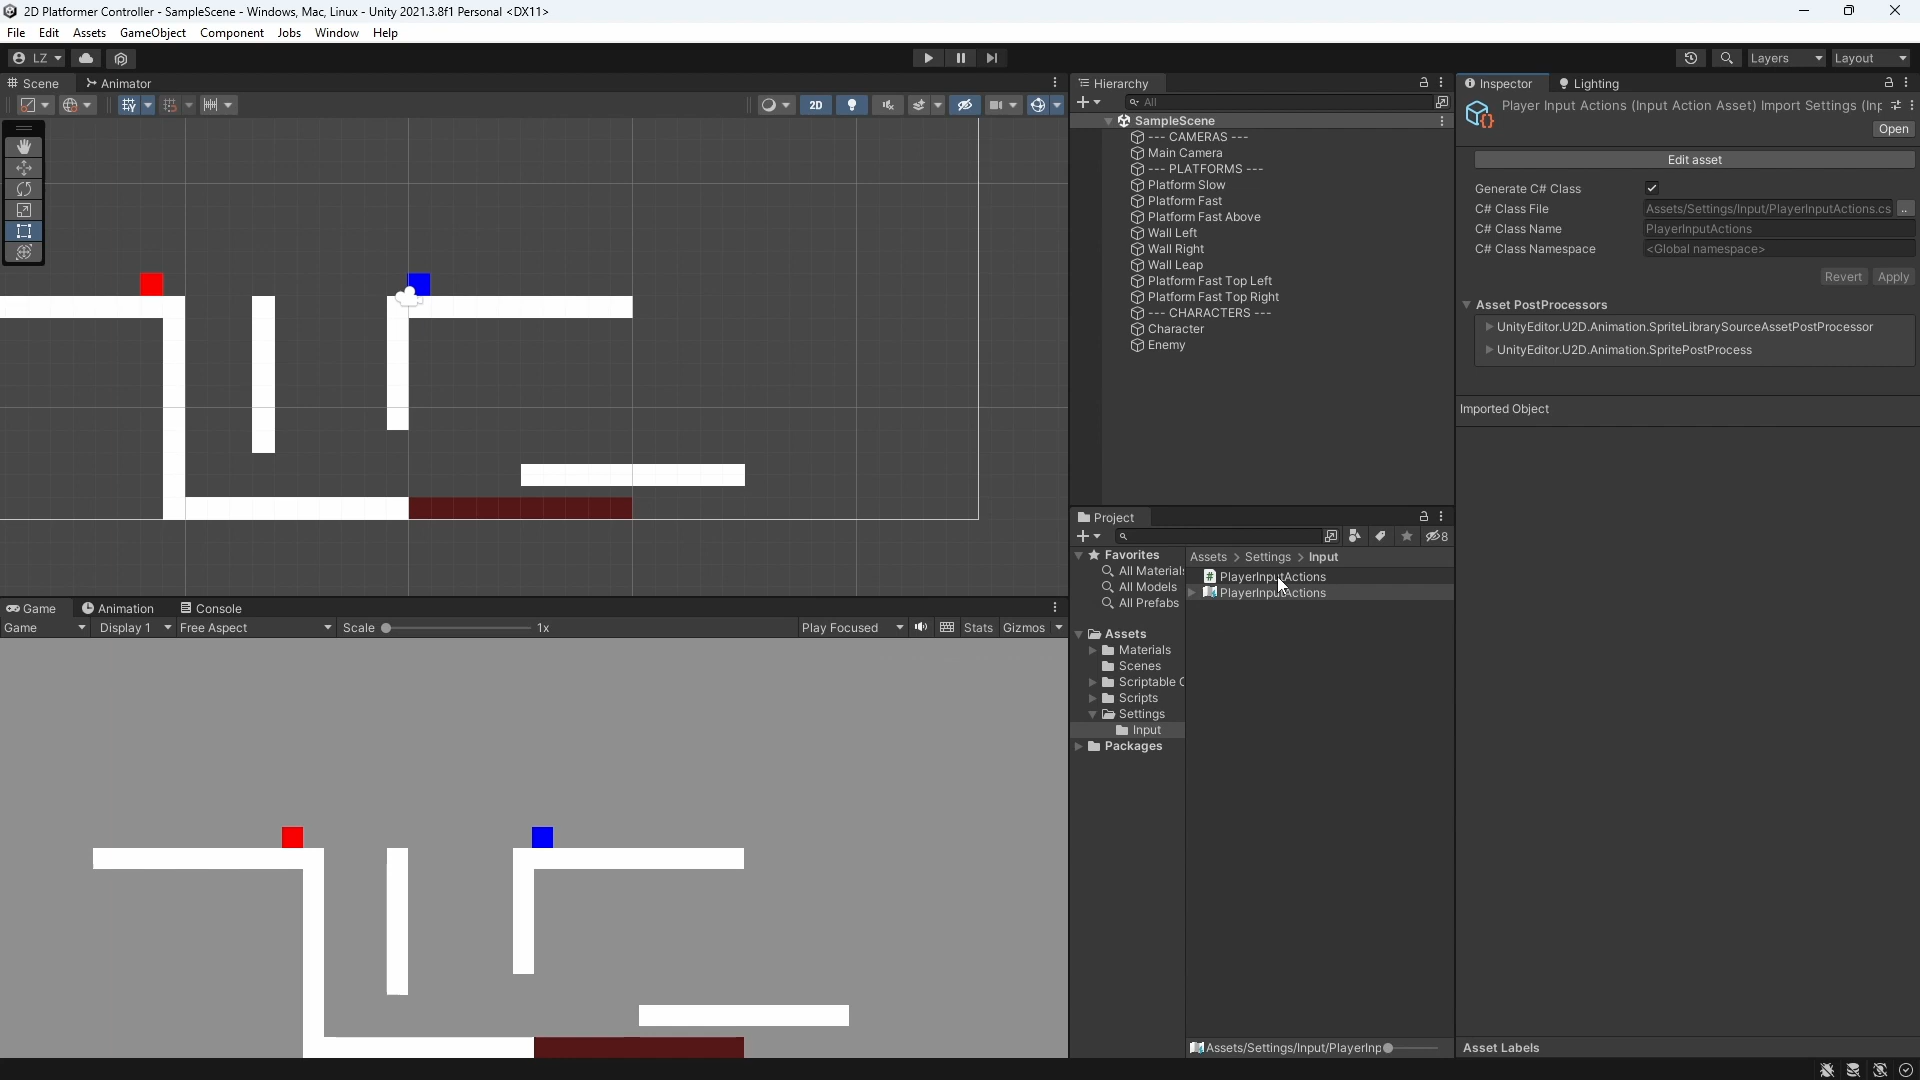 2D Platformer Controller - SampleScene - Windows, Mac, Linux - Unity 2021.3.8f1 Personal <DX11>
File Edit Assets GameObject Component Jobs Window Help
LZ
Layers Layout
Scene Animator
2D
Game Animation Console
Game Display 1 Free Aspect Scale 1x Play Focused Stats Gizmos
Hierarchy
All
SampleScene
--- CAMERAS ---
Main Camera
--- PLATFORMS ---
Platform Slow
Platform Fast
Platform Fast Above
Wall Left
Wall Right
Wall Leap
Platform Fast Top Left
Platform Fast Top Right
--- CHARACTERS ---
Character
Enemy
Project
8
Favorites
All Materials
All Models
All Prefabs
Assets
Materials
Scenes
Scriptable
Scripts
Settings
Input
Packages
Assets > Settings > Input
PlayerInputActions
PlayerInputActions
Assets/Settings/Input/PlayerInp
Inspector Lighting
Player Input Actions (Input Action Asset) Import Settings (Inp
Open
Edit asset
Generate C# Class
C# Class File Assets/Settings/Input/PlayerInputActions.cs ..
C# Class Name PlayerInputActions
C# Class Namespace <Global namespace>
Revert Apply
Asset PostProcessors
UnityEditor.U2D.Animation.SpriteLibrarySourceAssetPostProcessor
UnityEditor.U2D.Animation.SpritePostProcess
Imported Object
Asset Labels